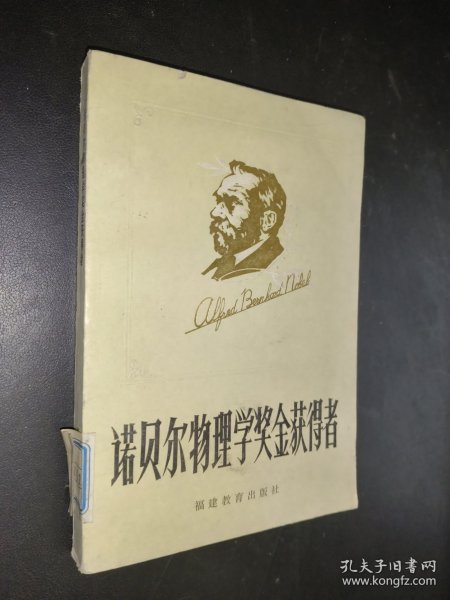 Alfred Bernhard Nobel
诺贝尔物理学奖金获得者
福建教育出版社
孔夫子旧书网
www.kongfz.com